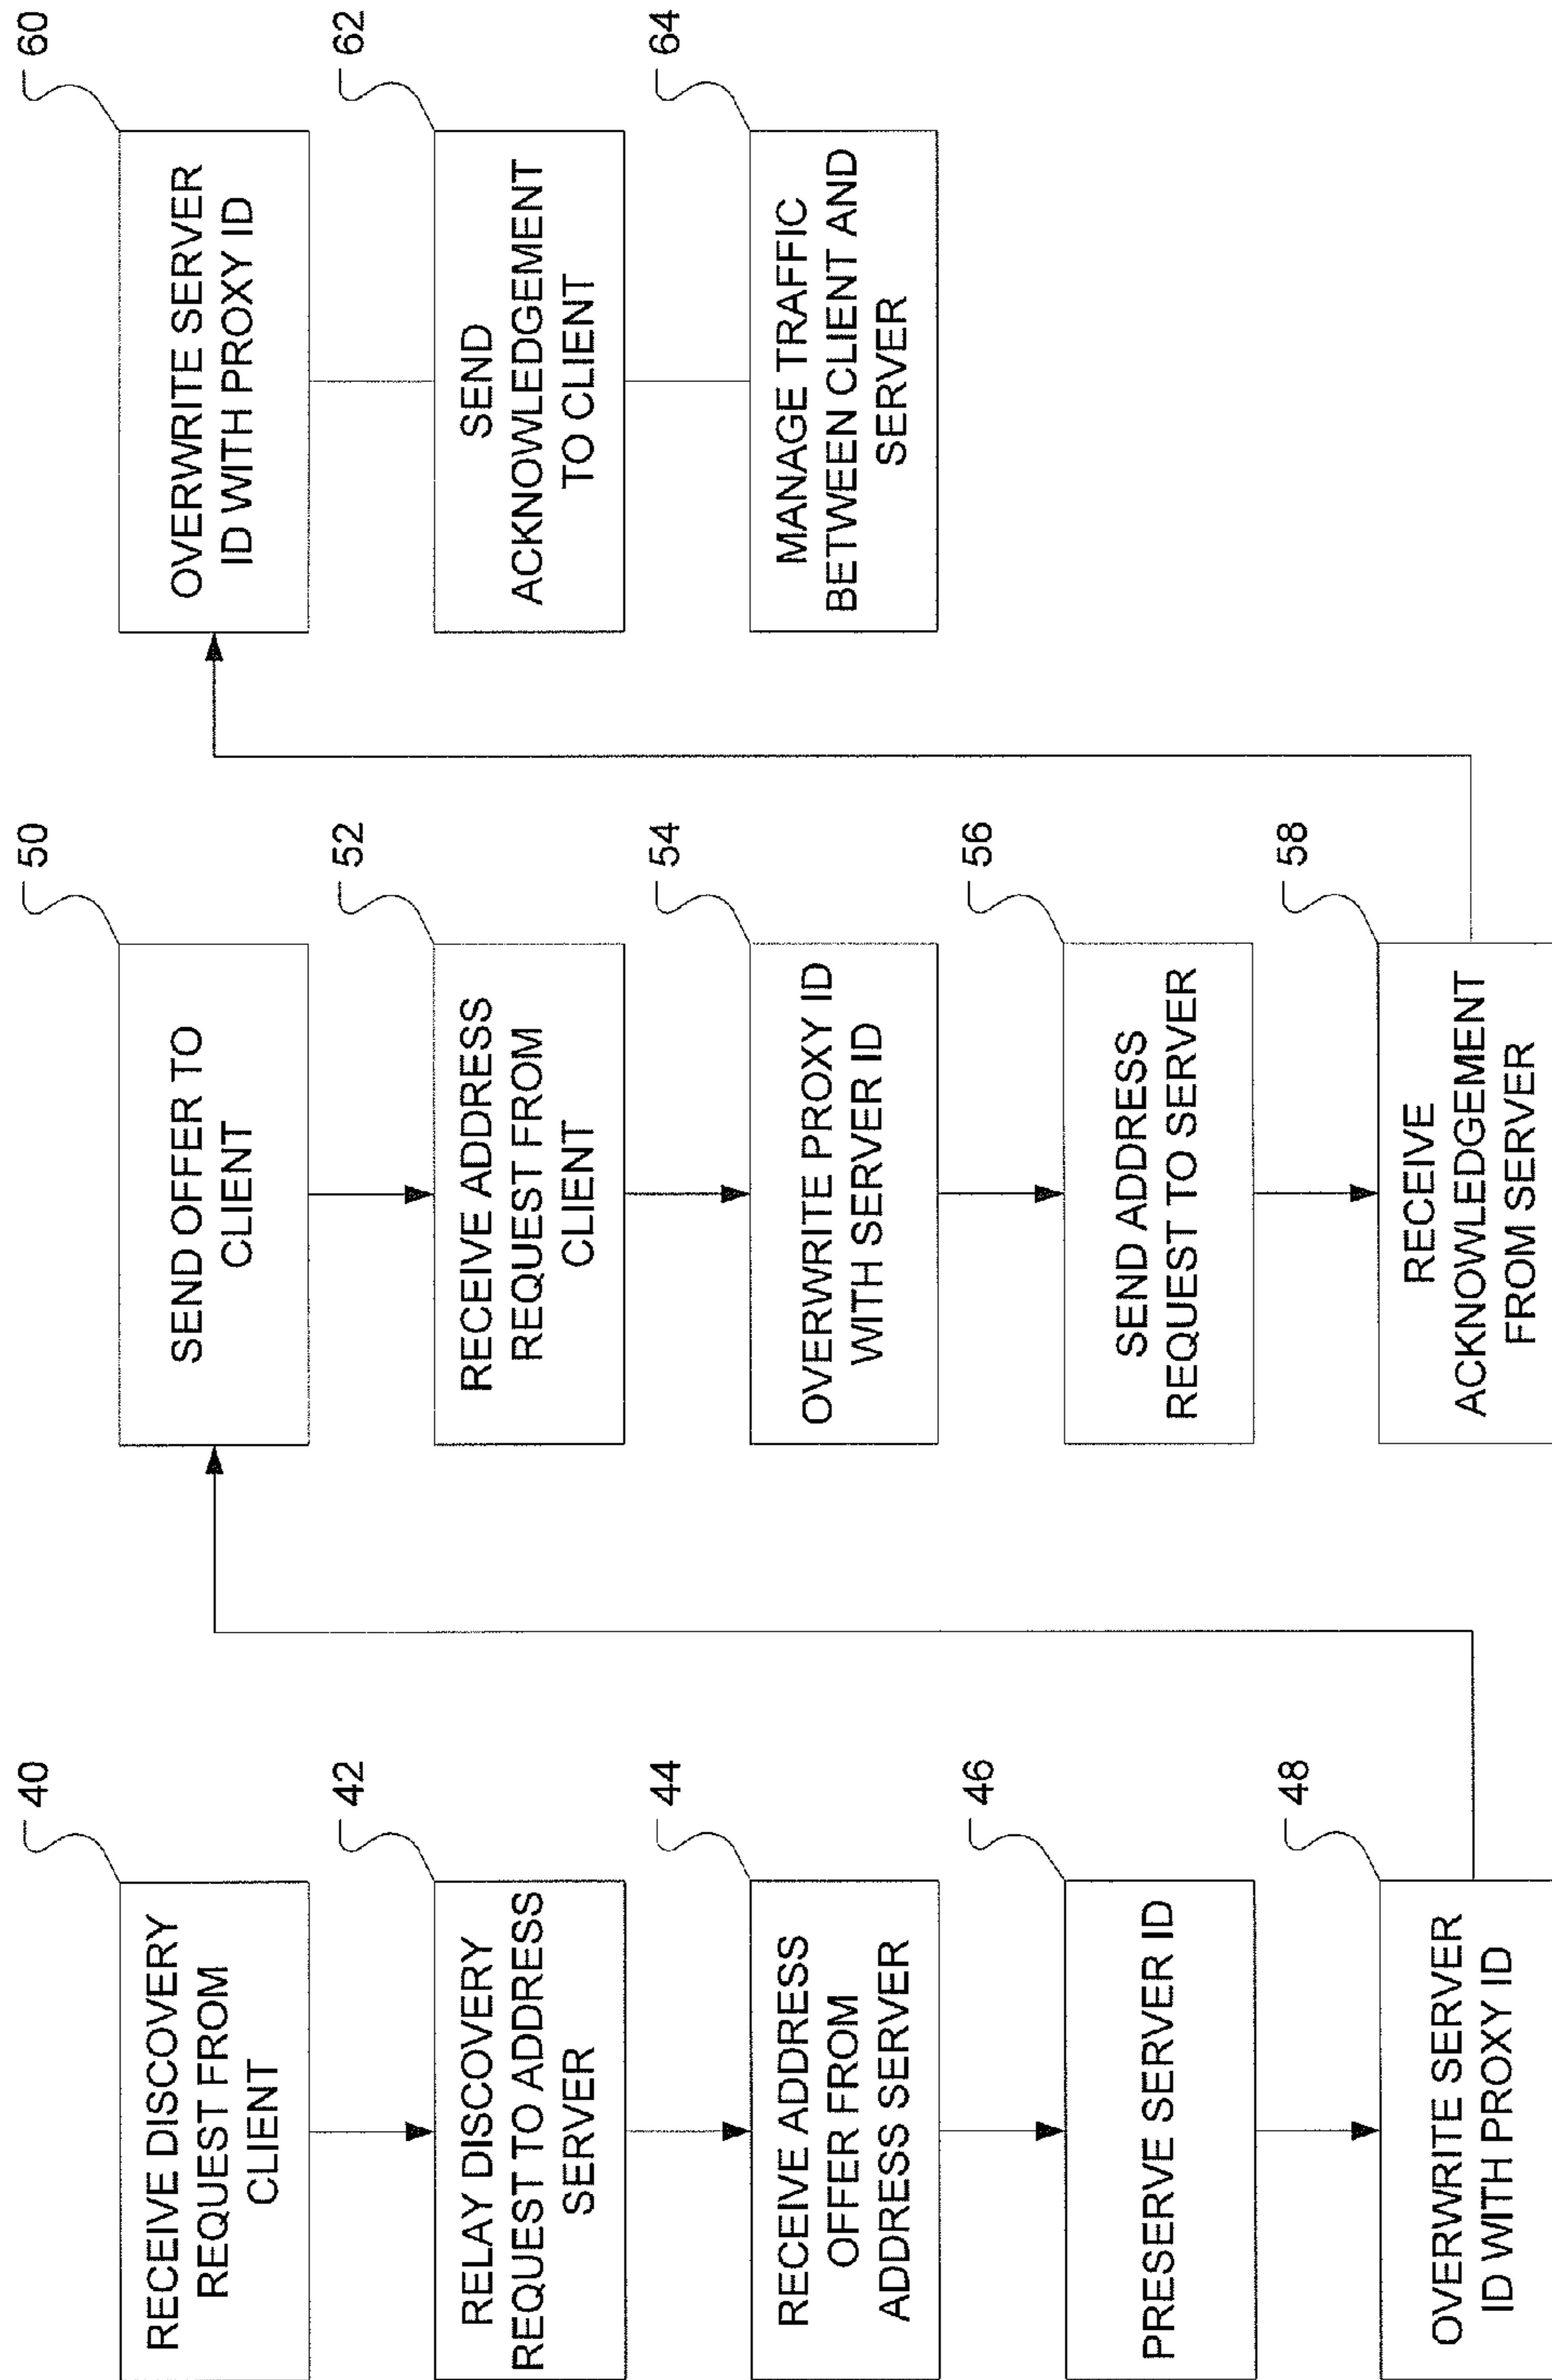 40
RECEIVE DISCOVERY
REQUEST FROM
CLIENT
42
RELAY DISCOVERY
REQUEST TO ADDRESS
SERVER
44
RECEIVE ADDRESS
OFFER FROM
ADDRESS SERVER
46
PRESERVE SERVER ID
48
OVERWRITE SERVER
ID WITH PROXY ID
50
SEND OFFER TO
CLIENT
52
RECEIVE ADDRESS
REQUEST FROM
CLIENT
54
OVERWRITE PROXY ID
WITH SERVER ID
56
SEND ADDRESS
REQUEST TO SERVER
58
RECEIVE
ACKNOWLEDGEMENT
FROM SERVER
60
OVERWRITE SERVER
ID WITH PROXY ID
62
SEND
ACKNOWLEDGEMENT
TO CLIENT
64
MANAGE TRAFFIC
BETWEEN CLIENT AND
SERVER